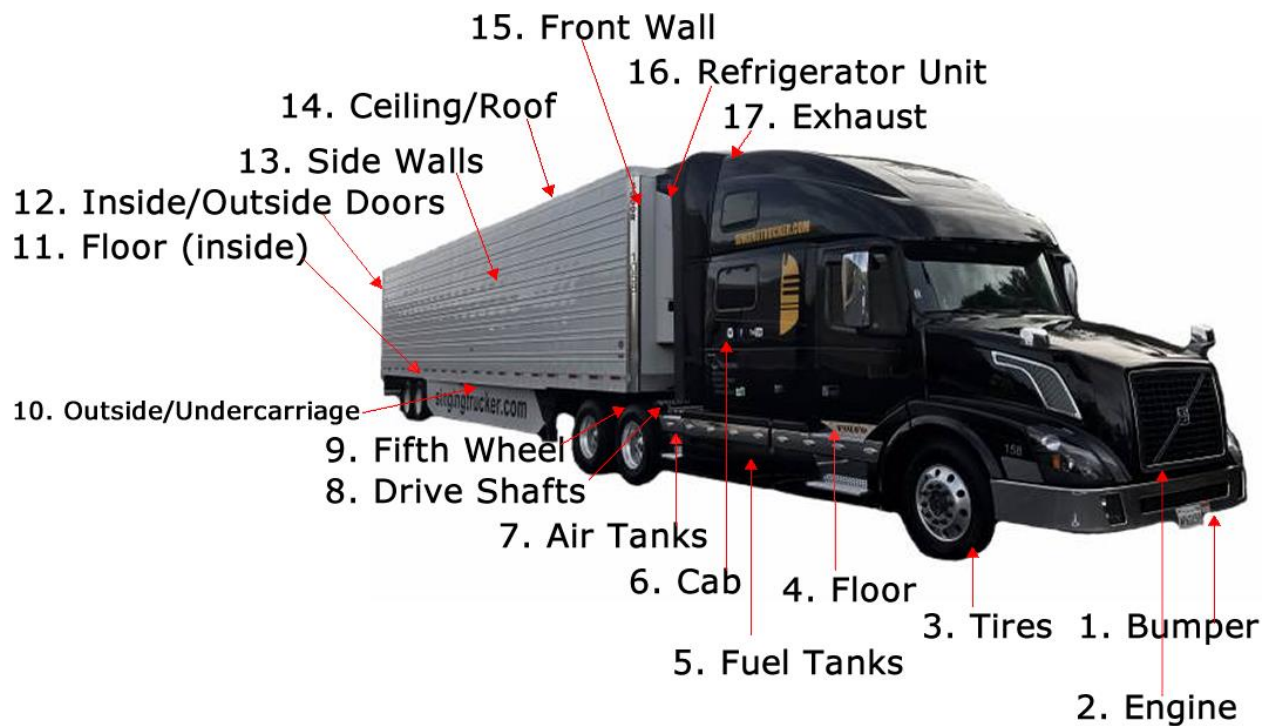 15. Front Wall
16. Refrigerator Unit
14. Ceiling/Roof
17. Exhaust
13. Side Walls
12. Inside/Outside Doors
11. Floor (inside)
10. Outside/Undercarriage
singingtrucker.com
VOLVO
158
9. Fifth Wheel
8. Drive Shafts
7. Air Tanks
6. Cab
4. Floor
3. Tires
1. Bumper
5. Fuel Tanks
2. Engine